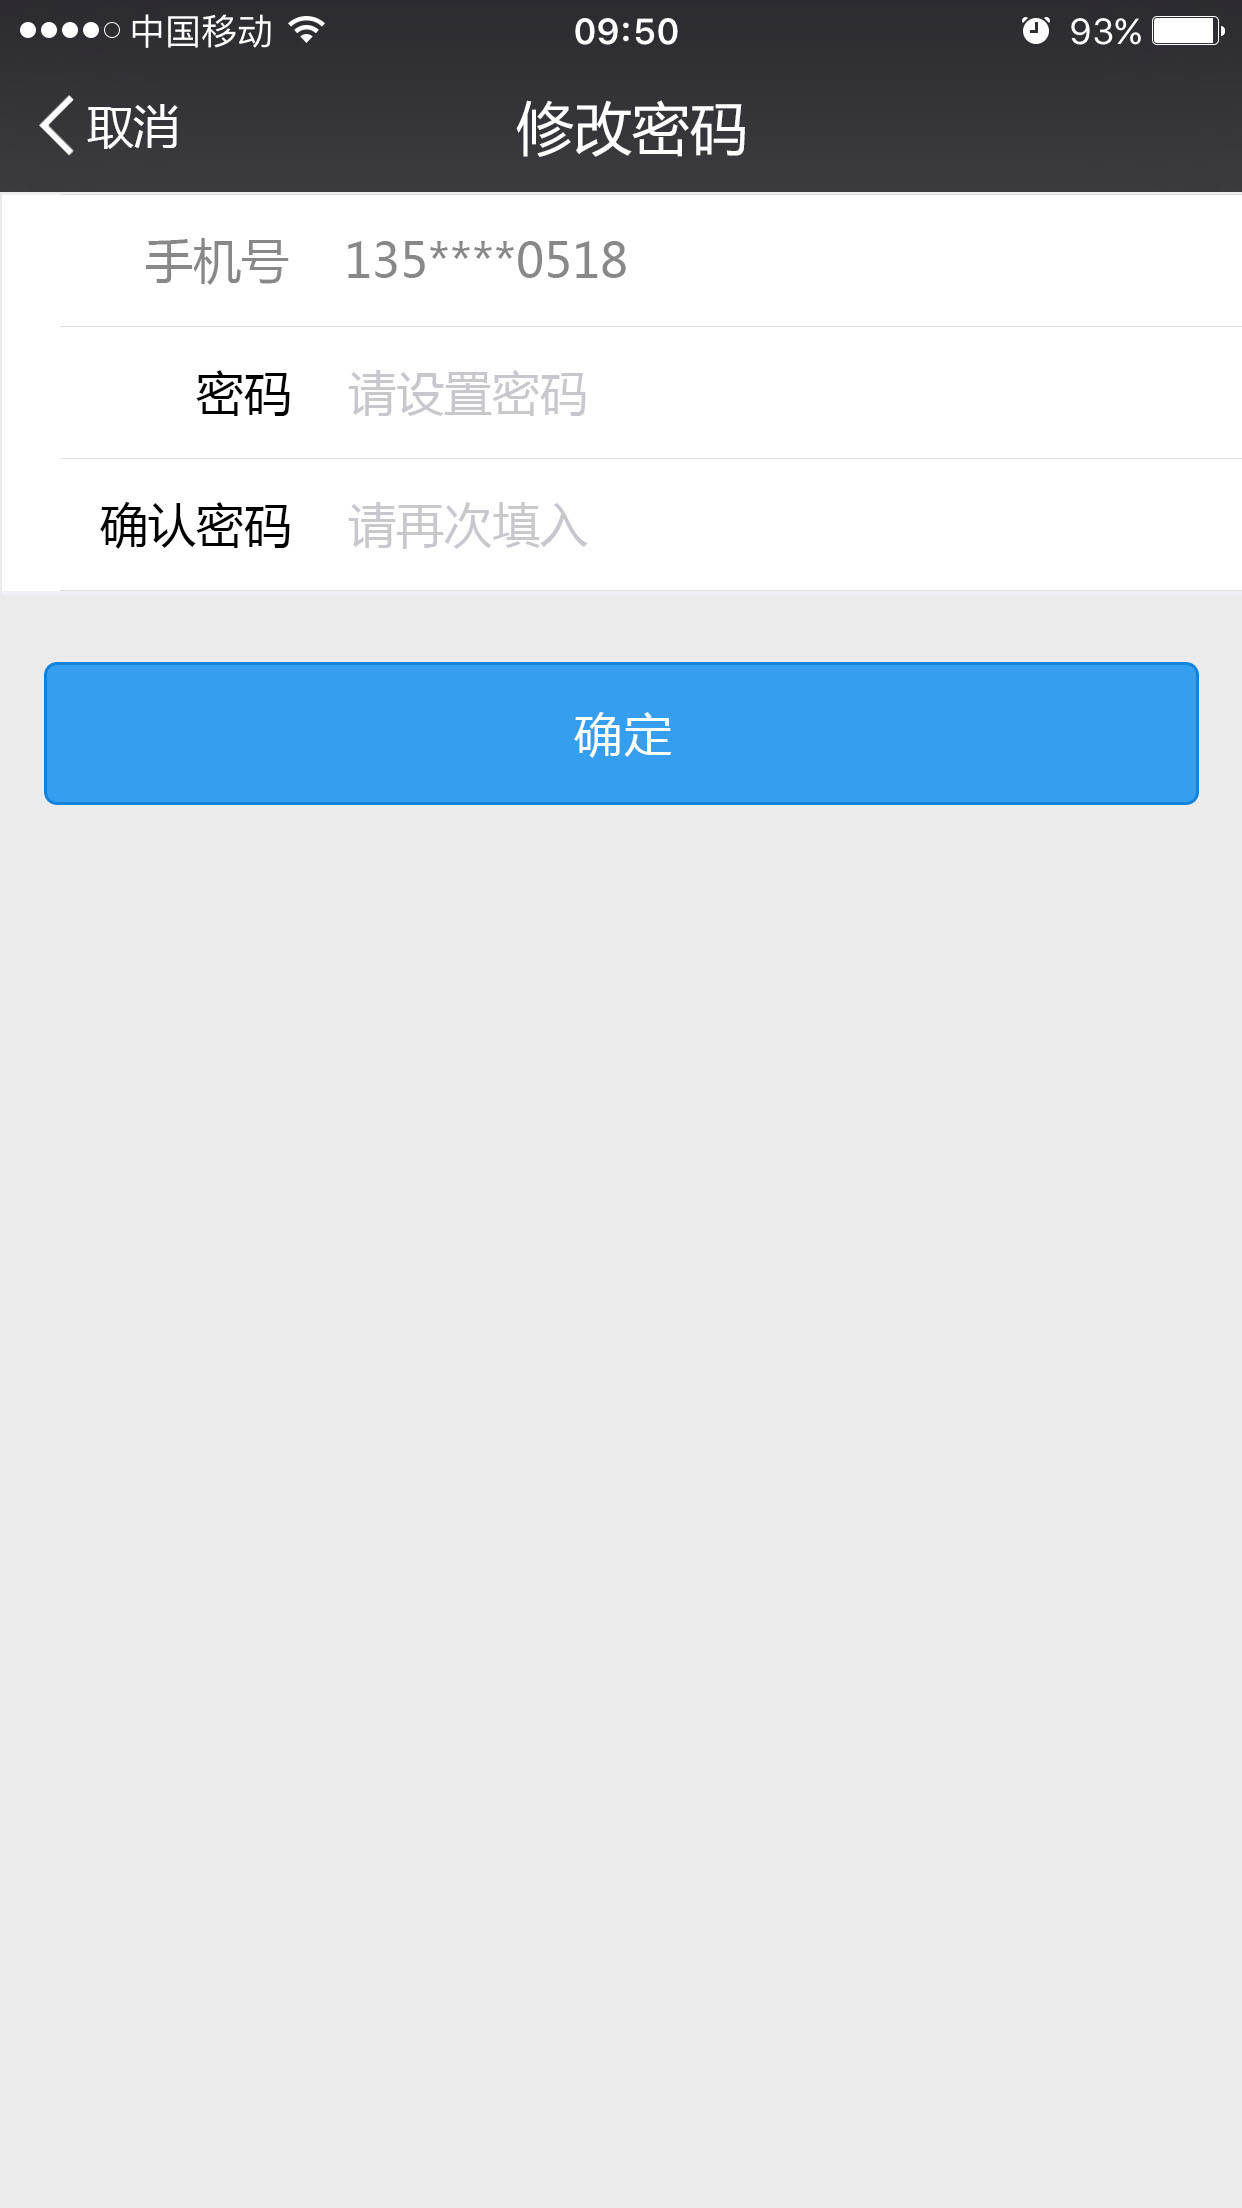 中国移动 09:50 93%
取消 修改密码
手机号 135****0518
密码 请设置密码
确认密码 请再次填入
确定